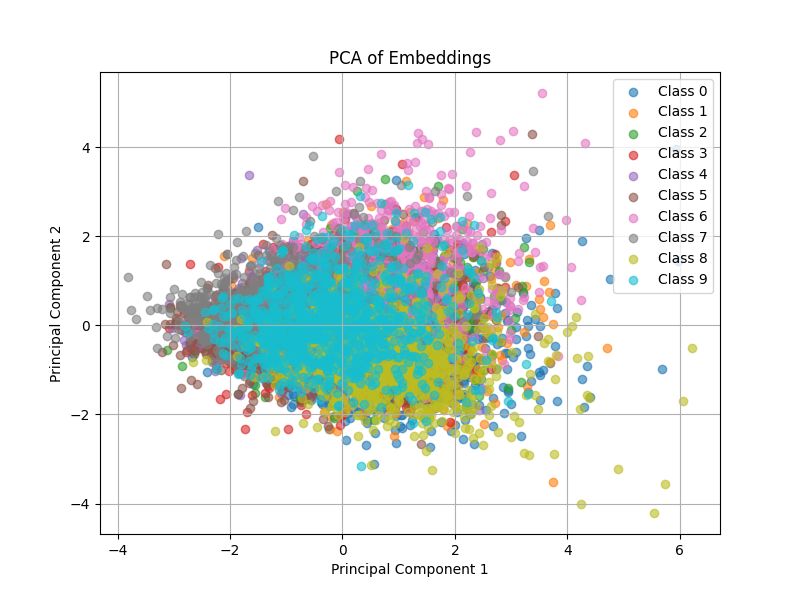 PCA of Embeddings
Class 0
Class 1
Class 2
Class 3
Class 4
Class 5
Class 6
Class 7
Class 8
Class 9
4
2
0
−2
−4
Principal Component 2
−4 −2 0 2 4 6
Principal Component 1